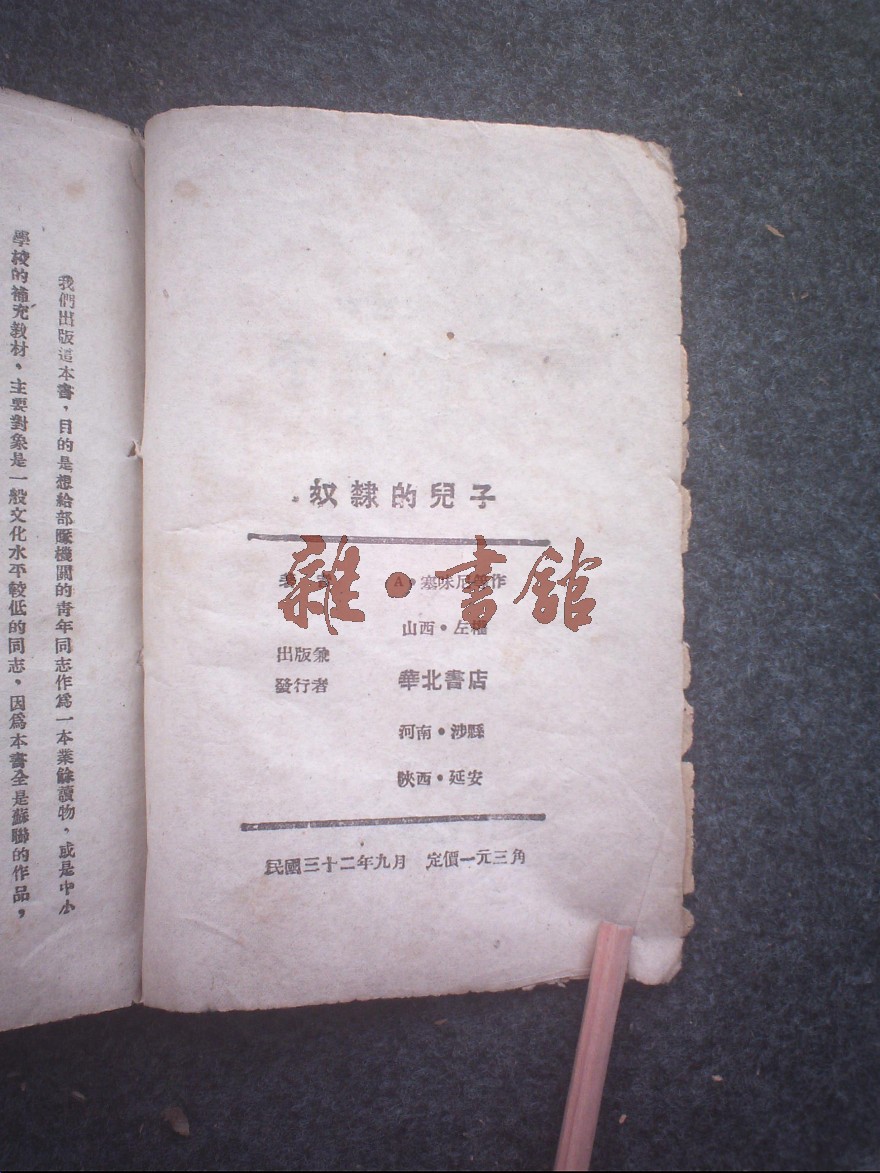 我們出版這本書，目的是想給部隊機關的青年同志作爲一本業餘讀物，或是中小
學校的補充教材，主要對象是一般文化水平較低的同志，因爲本書全是蘇聯的作品，
奴隸的兒子
A·塞味 作
山西·左權
出版兼
發行者
華北書店
河南·涉縣
陝西·延安
民國三十二年九月 定價一元三角
雜·書館